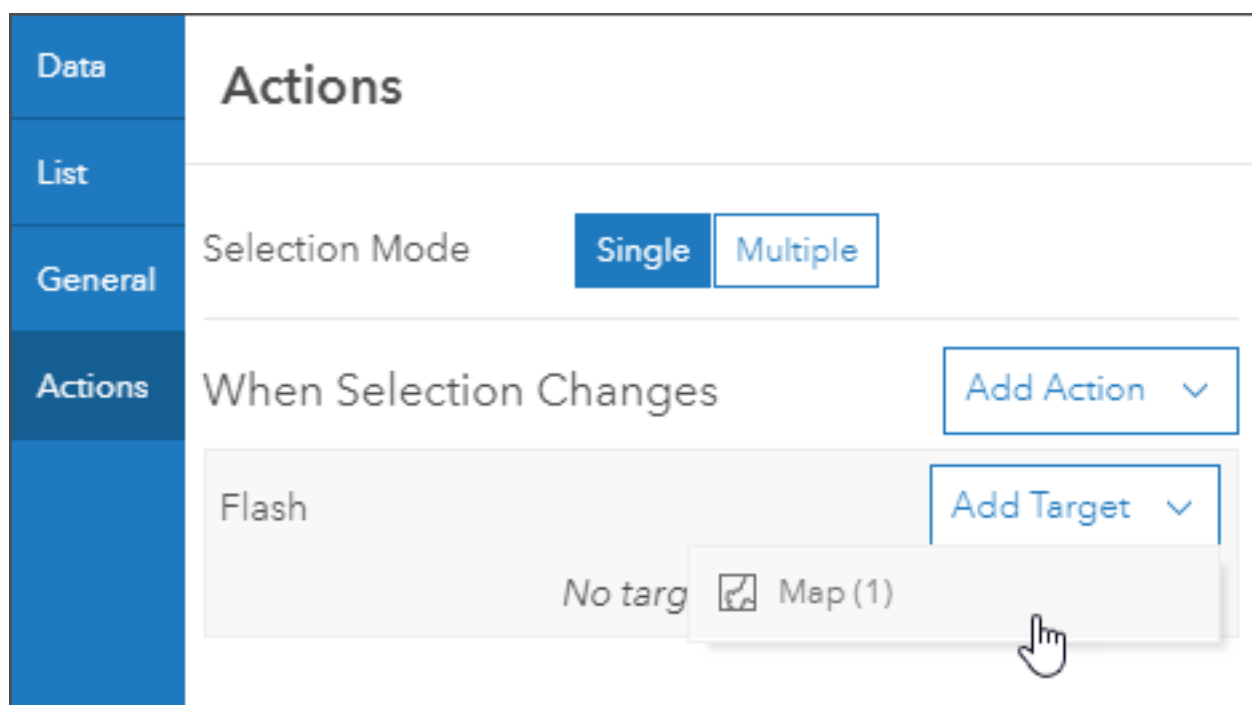 Data
List
General
Actions
Actions
Selection Mode
Single
Multiple
When Selection Changes
Add Action
Flash
Add Target
No targ
Map (1)